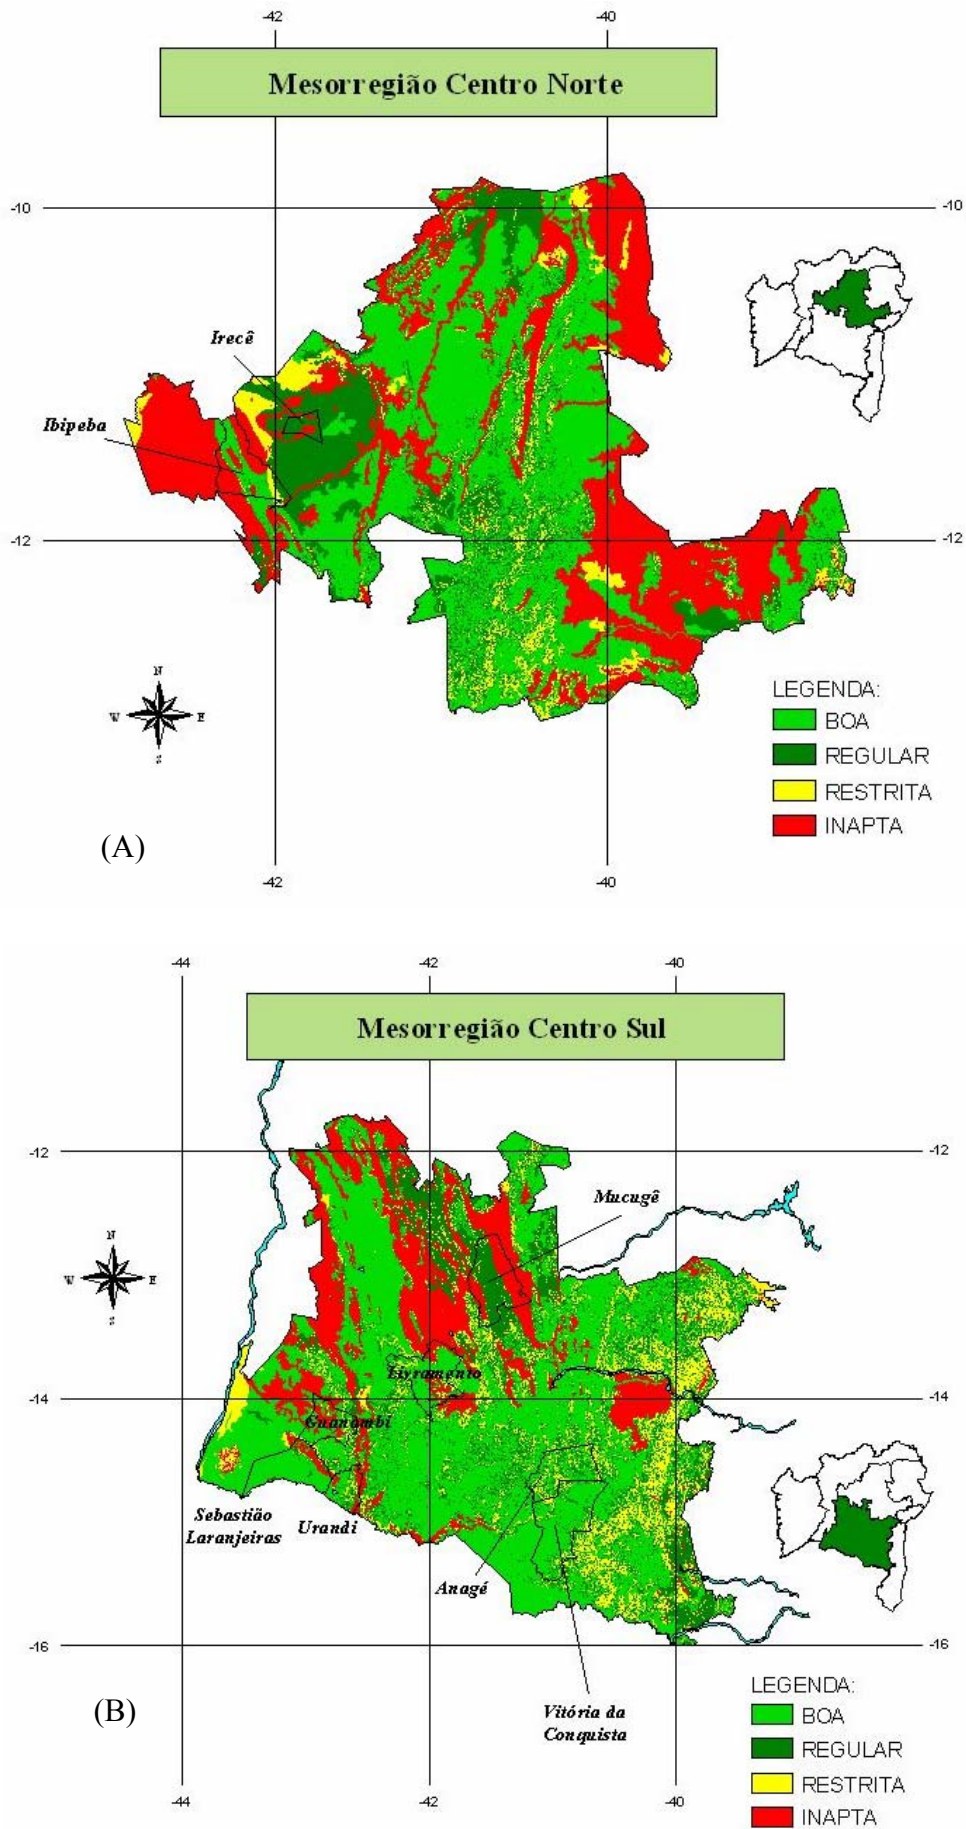 -42 -40
Mesorregião Centro Norte
-10 -10
Irecê
Ibipeba
-12 -12
N
W E
S
LEGENDA:
BOA
REGULAR
RESTRITA
INAPTA
(A)
-42 -40
-44 -42 -40
Mesorregião Centro Sul
-12 -12
Mucugê
N
W E
S
Livramento
-14 -14
Guanambi
Sebastião
Laranjeiras
Urandi
Anagé
-16 -16
Vitória da
Conquista
(B)
LEGENDA:
BOA
REGULAR
RESTRITA
INAPTA
-44 -42 -40